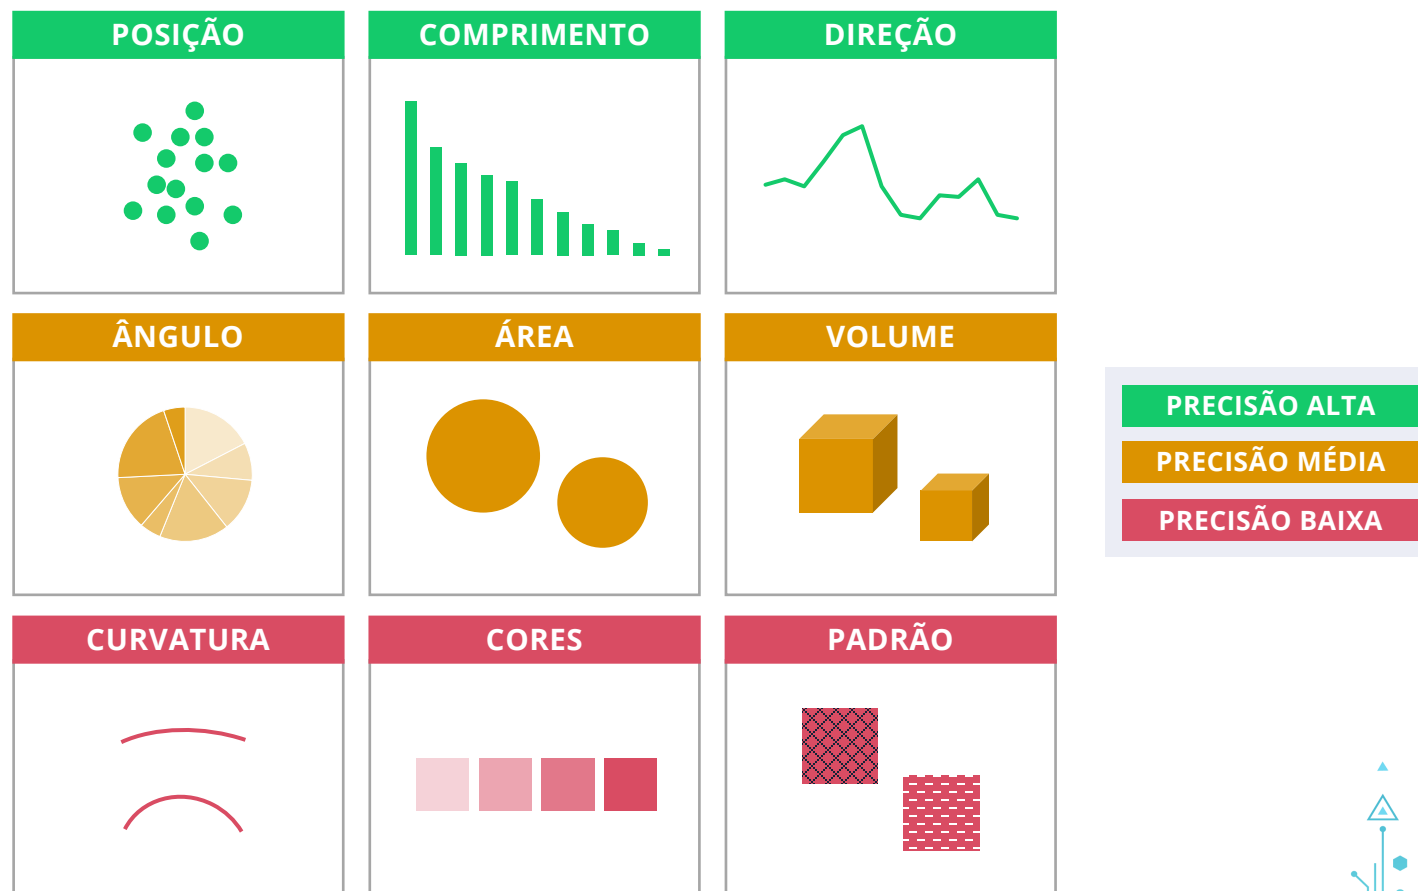 POSIÇÃO
COMPRIMENTO
DIREÇÃO
ÂNGULO
ÁREA
VOLUME
PRECISÃO ALTA
PRECISÃO MÉDIA
PRECISÃO BAIXA
CURVATURA
CORES
PADRÃO